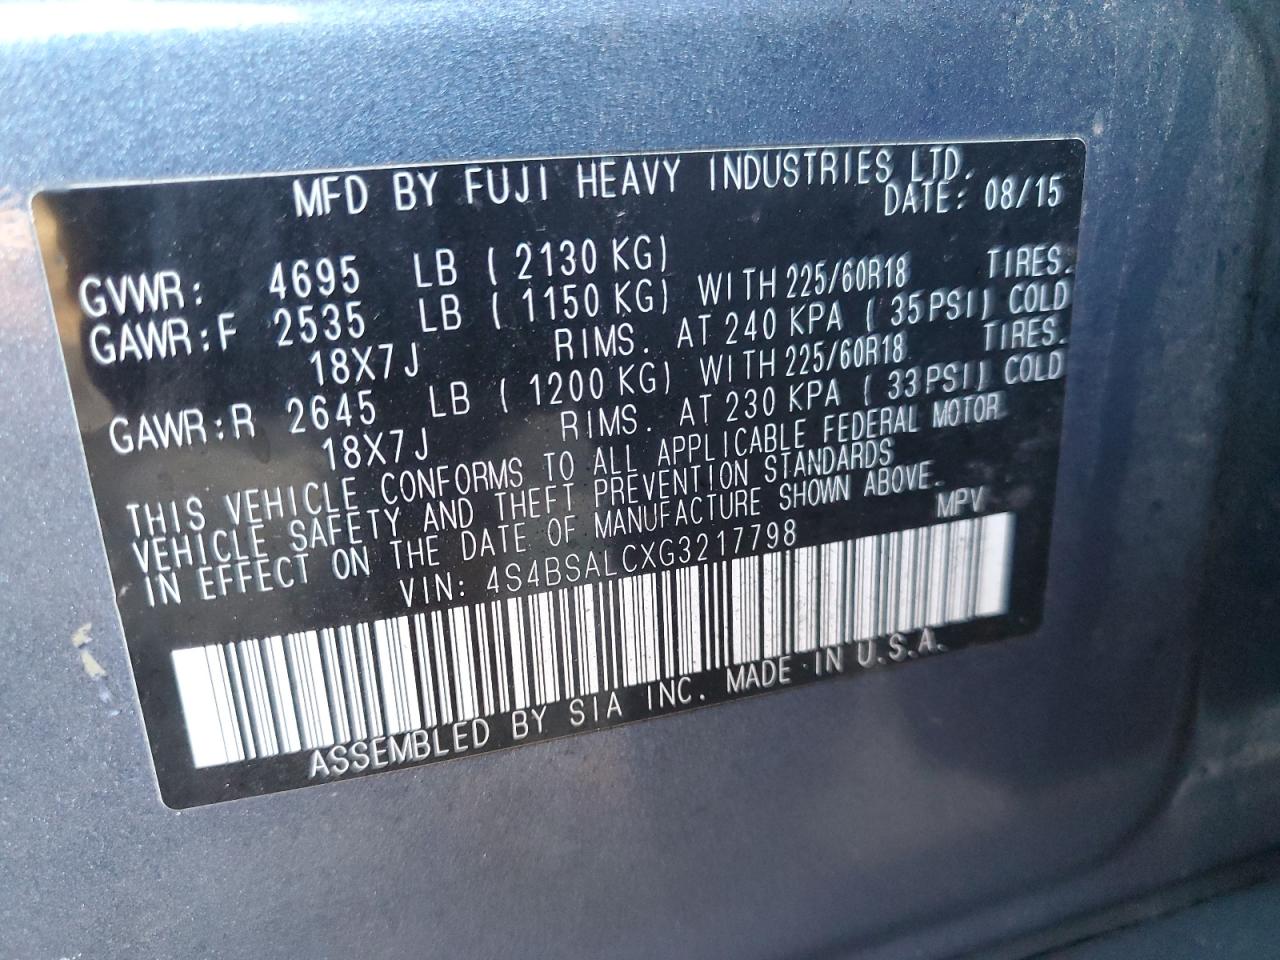 MFD BY FUJI HEAVY INDUSTRIES LTD.
DATE: 08/15
GVWR: 4695 LB ( 2130 KG)
GAWR:F 2535 LB ( 1150 KG) WITH 225/60R18 TIRES.
18X7J RIMS. AT 240 KPA ( 35PSI) COLD
GAWR:R 2645 LB ( 1200 KG) WITH 225/60R18 TIRES.
18X7J RIMS. AT 230 KPA ( 33PSI) COLD
THIS VEHICLE CONFORMS TO ALL APPLICABLE FEDERAL MOTOR
VEHICLE SAFETY AND THEFT PREVENTION STANDARDS
IN EFFECT ON THE DATE OF MANUFACTURE SHOWN ABOVE.
VIN: 4S4BSALCXG3217798 MPV
ASSEMBLED BY SIA INC. MADE IN U.S.A.